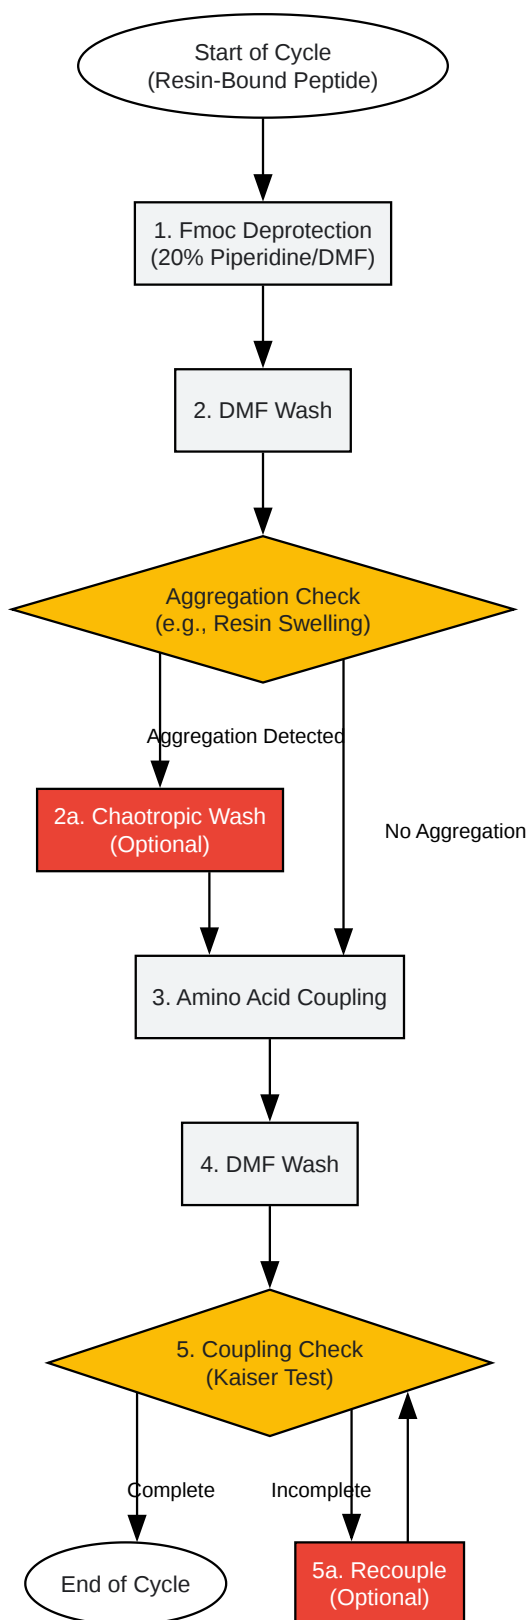 Start of Cycle
(Resin-Bound Peptide)
1. Fmoc Deprotection
(20% Piperidine/DMF)
2. DMF Wash
Aggregation Check
(e.g., Resin Swelling)
Aggregation Detected
2a. Chaotropic Wash
(Optional)
No Aggregation
3. Amino Acid Coupling
4. DMF Wash
5. Coupling Check
(Kaiser Test)
Complete
Incomplete
End of Cycle
5a. Recouple
(Optional)